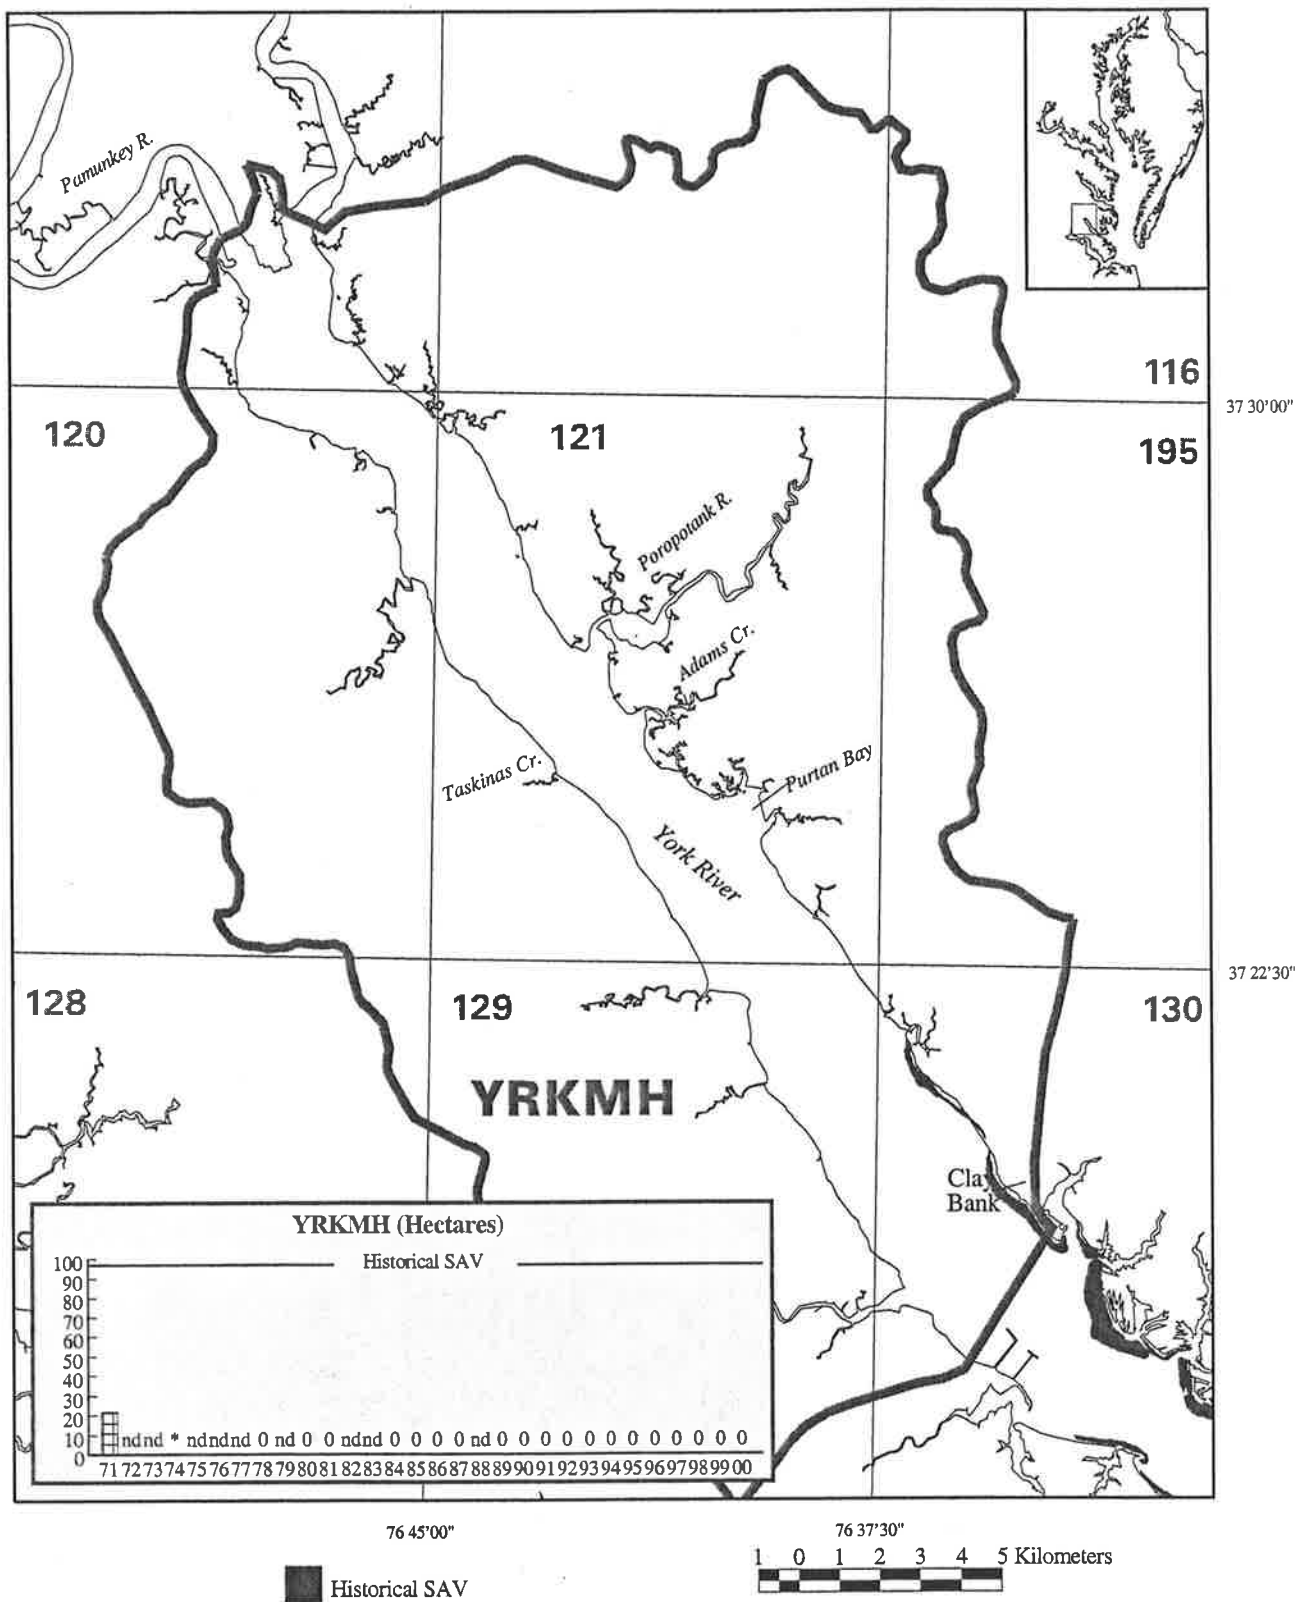 Pamunkey R.
116
37 30'00"
120
121
195
Poropotank R.
Adams Cr.
Taskinas Cr.
Purtan Bay
York River
37 22'30"
128
129
130
YRKMH
Clay
Bank
YRKMH (Hectares)
Historical SAV
100
90
80
70
60
50
40
30
20
10
0
nd nd * nd nd nd 0 nd 0 0 nd nd 0 0 0 0 nd 0 0 0 0 0 0 0 0 0 0 0 0
71 72 73 74 75 76 77 78 79 80 81 82 83 84 85 86 87 88 89 90 91 92 93 94 95 96 97 98 99 00
76 45'00"
76 37'30"
1 0 1 2 3 4 5 Kilometers
Historical SAV